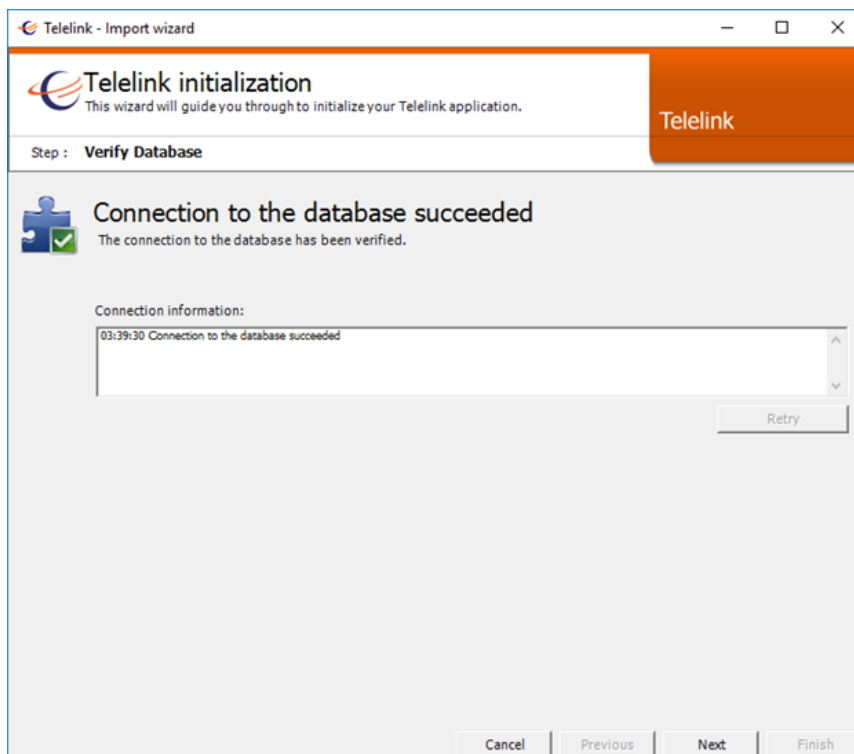 Telelink - Import wizard
Telelink initialization
This wizard will guide you through to initialize your Telelink application.
Telelink
Step : Verify Database
Connection to the database succeeded
The connection to the database has been verified.
Connection information:
03:39:30 Connection to the database succeeded
Retry
Cancel Previous Next Finish